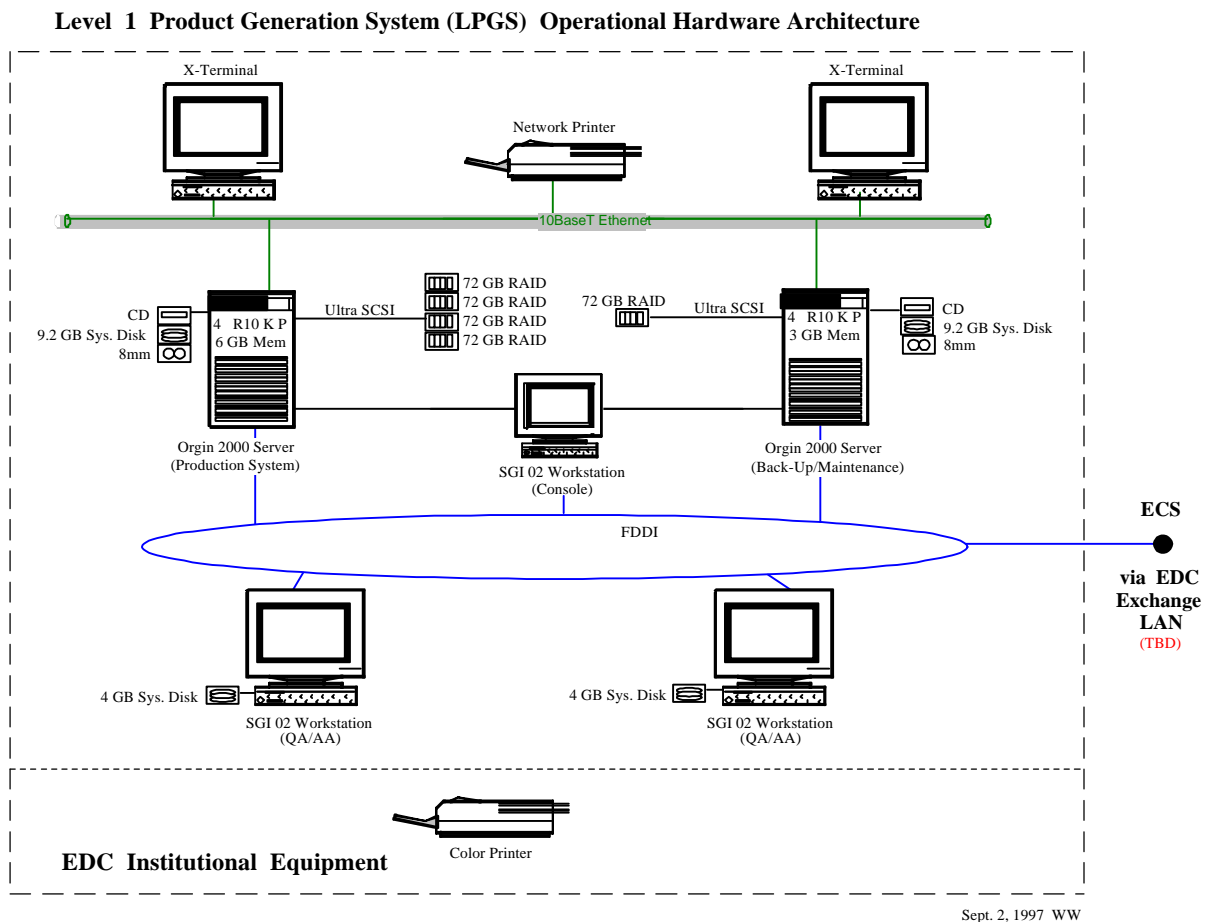 Level 1 Product Generation System (LPGS) Operational Hardware Architecture
X-Terminal
X-Terminal
Network Printer
10BaseT Ethernet
CD
9.2 GB Sys. Disk
8mm
4 R10 K P
6 GB Mem
Ultra SCSI
72 GB RAID
72 GB RAID
72 GB RAID
72 GB RAID
72 GB RAID
Ultra SCSI
4 R10 K P
3 GB Mem
CD
9.2 GB Sys. Disk
8mm
Orgin 2000 Server
(Production System)
SGI 02 Workstation
(Console)
Orgin 2000 Server
(Back-Up/Maintenance)
FDDI
ECS
via EDC
Exchange
LAN
(TBD)
4 GB Sys. Disk
SGI 02 Workstation
(QA/AA)
4 GB Sys. Disk
SGI 02 Workstation
(QA/AA)
Color Printer
EDC Institutional Equipment
Sept. 2, 1997 WW